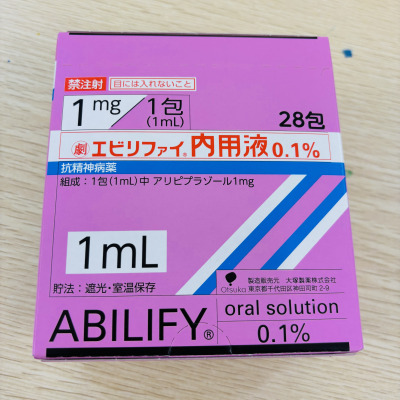 禁注射 目には入れないこと
1mg 1包(1mL)
28包
劇 エビリファイ®内用液0.1%
抗精神病薬
組成：1包(1mL)中 アリピプラゾール1mg
1mL
貯法：遮光・室温保存
Otsuka
製造販売元 大塚製薬株式会社
東京都千代田区神田司町2-9
ABILIFY®
oral solution
0.1%